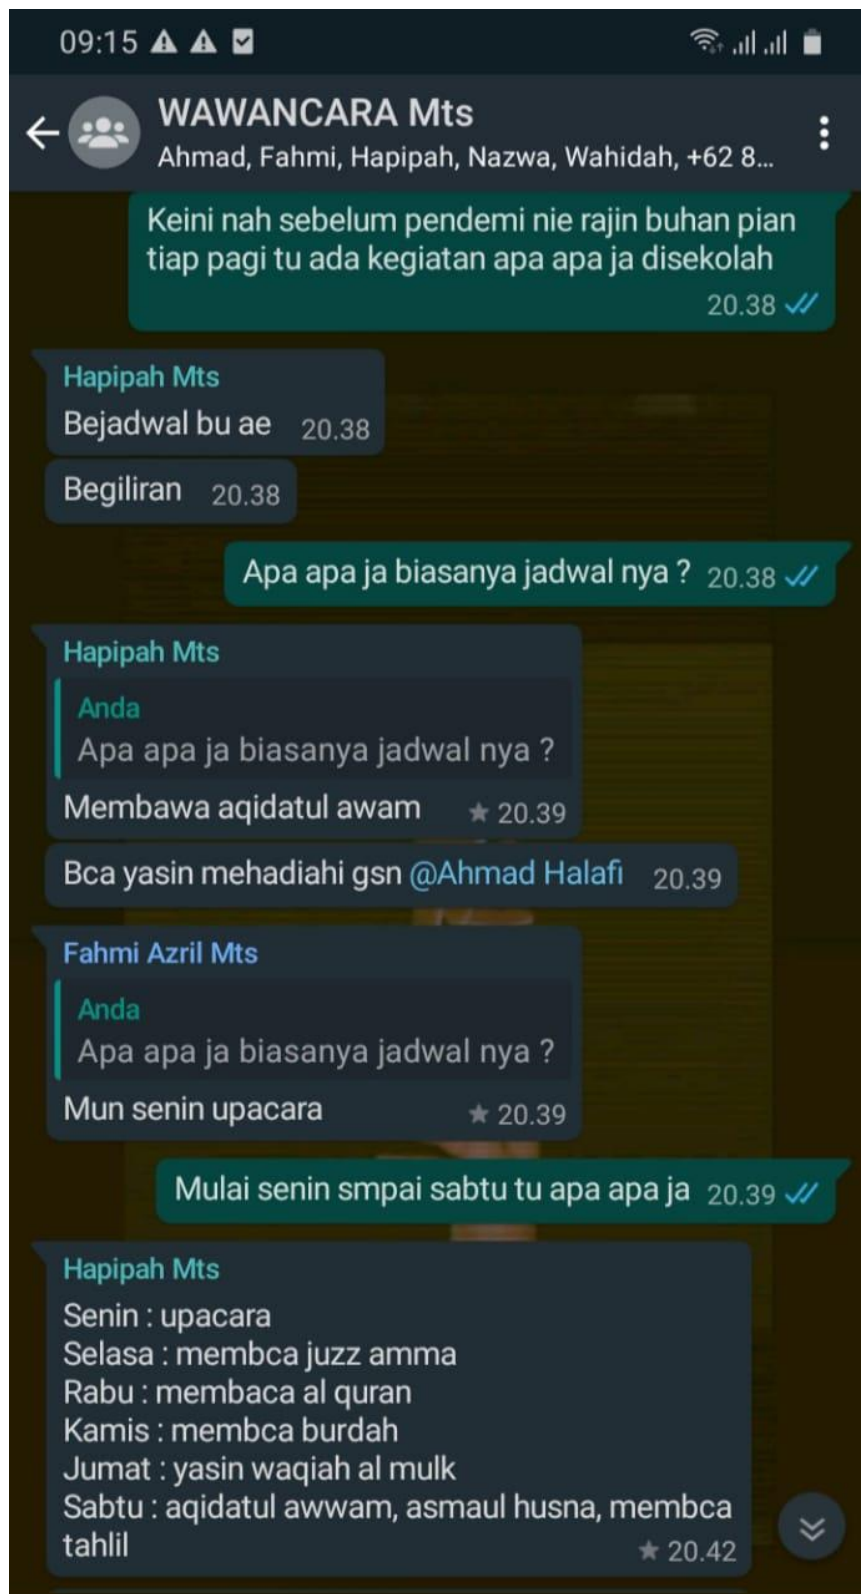 09:15
WAWANCARA Mts
Ahmad, Fahmi, Hapipah, Nazwa, Wahidah, +62 8...
Keini nah sebelum pendemi nie rajin buhan pian
tiap pagi tu ada kegiatan apa apa ja disekolah
20.38
Hapipah Mts
Bejadwal bu ae 20.38
Begiliran 20.38
Apa apa ja biasanya jadwal nya ? 20.38
Hapipah Mts
Anda
Apa apa ja biasanya jadwal nya ?
Membawa aqidatul awam ★ 20.39
Bca yasin mehadiahi gsn @Ahmad Halafi 20.39
Fahmi Azril Mts
Anda
Apa apa ja biasanya jadwal nya ?
Mun senin upacara ★ 20.39
Mulai senin smpai sabtu tu apa apa ja 20.39
Hapipah Mts
Senin : upacara
Selasa : membca juzz amma
Rabu : membaca al quran
Kamis : membca burdah
Jumat : yasin waqiah al mulk
Sabtu : aqidatul awwam, asmaul husna, membca
tahlil ★ 20.42